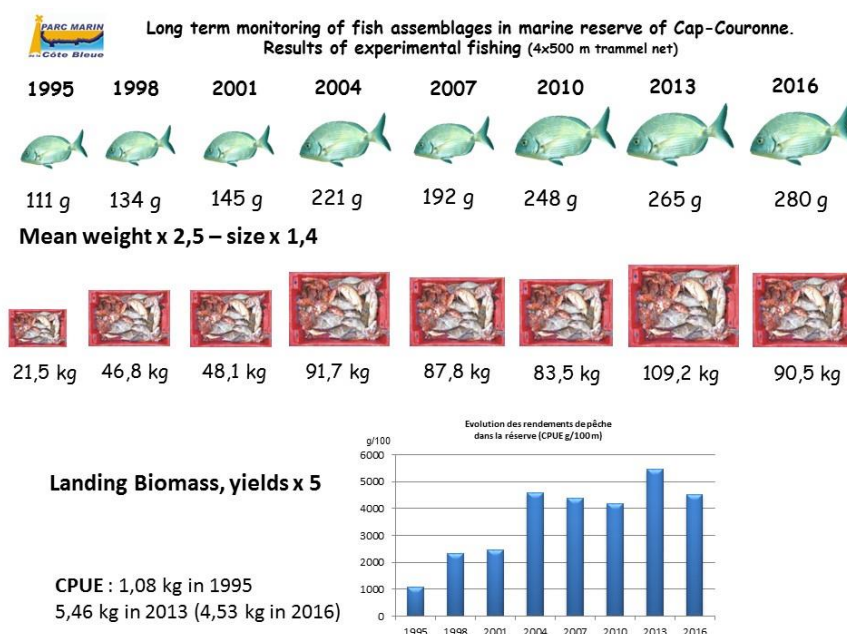 PARC MARIN
de la Côte Bleue
Long term monitoring of fish assemblages in marine reserve of Cap-Couronne.
Results of experimental fishing (4x500 m trammel net)
1995 1998 2001 2004 2007 2010 2013 2016
111 g 134 g 145 g 221 g 192 g 248 g 265 g 280 g
Mean weight x 2,5 – size x 1,4
21,5 kg 46,8 kg 48,1 kg 91,7 kg 87,8 kg 83,5 kg 109,2 kg 90,5 kg
Landing Biomass, yields x 5
CPUE : 1,08 kg in 1995
5,46 kg in 2013 (4,53 kg in 2016)
Evolution des rendements de pêche
dans la réserve (CPUE g/100 m)
g/100
6000
5000
4000
3000
2000
1000
0
1995 1998 2001 2004 2007 2010 2013 2016